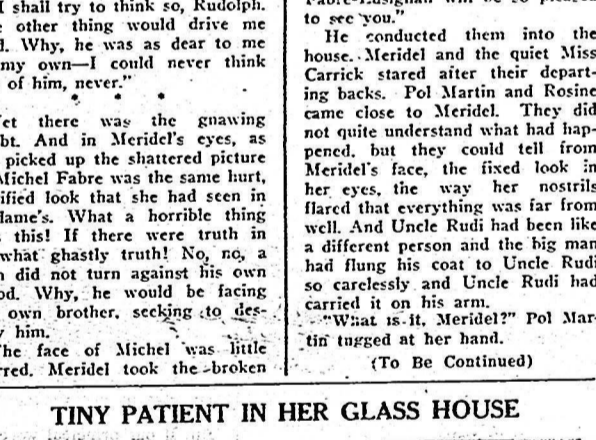 I shall try to think so, Rudolph.
other thing would drive me
Why, he was as dear to me
my own—I could never think
of him, never."
* * *
there was the gnawing
And in Meridel's eyes, as
picked up the shattered picture
Michel Fabre was the same hurt,
look that she had seen in
What a horrible thing
this! If there were truth in
what ghastly truth! No, no, a
did not turn against his own
Why, he would be facing
own brother, seeking to des-
him.
The face of Michel was little
Meridel took the broken
to see you."
He conducted them into the
house. Meridel and the quiet Miss
Carrick stared after their depart-
ing backs. Pol Martin and Rosine
came close to Meridel. They did
not quite understand what had hap-
pened, but they could tell from
Meridel's face, the fixed look in
her eyes, the way her nostrils
flared that everything was far from
well. And Uncle Rudi had been like
a different person and the big man
had flung his coat to Uncle Rudi
so carelessly and Uncle Rudi had
carried it on his arm.
"What is it, Meridel?" Pol Mar-
tin tugged at her hand.
(To Be Continued)
TINY PATIENT IN HER GLASS HOUSE